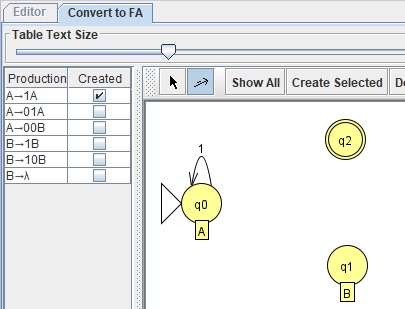 Editor Convert to FA
Table Text Size
Production Created
A→1A
A→01A
A→00B
B→1B
B→10B
B→λ
Show All Create Selected
1
q0
A
q2
q1
B